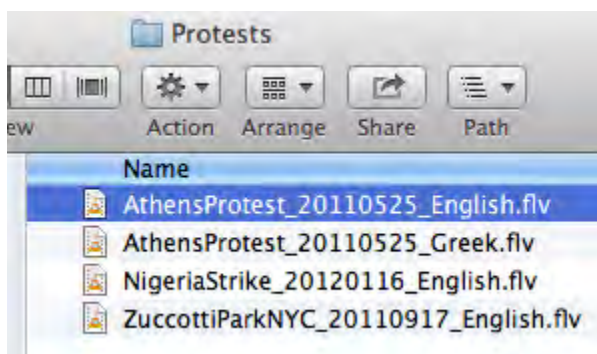 Protests
ew Action Arrange Share Path
Name
AthensProtest_20110525_English.flv
AthensProtest_20110525_Greek.flv
NigeriaStrike_20120116_English.flv
ZuccottiParkNYC_20110917_English.flv